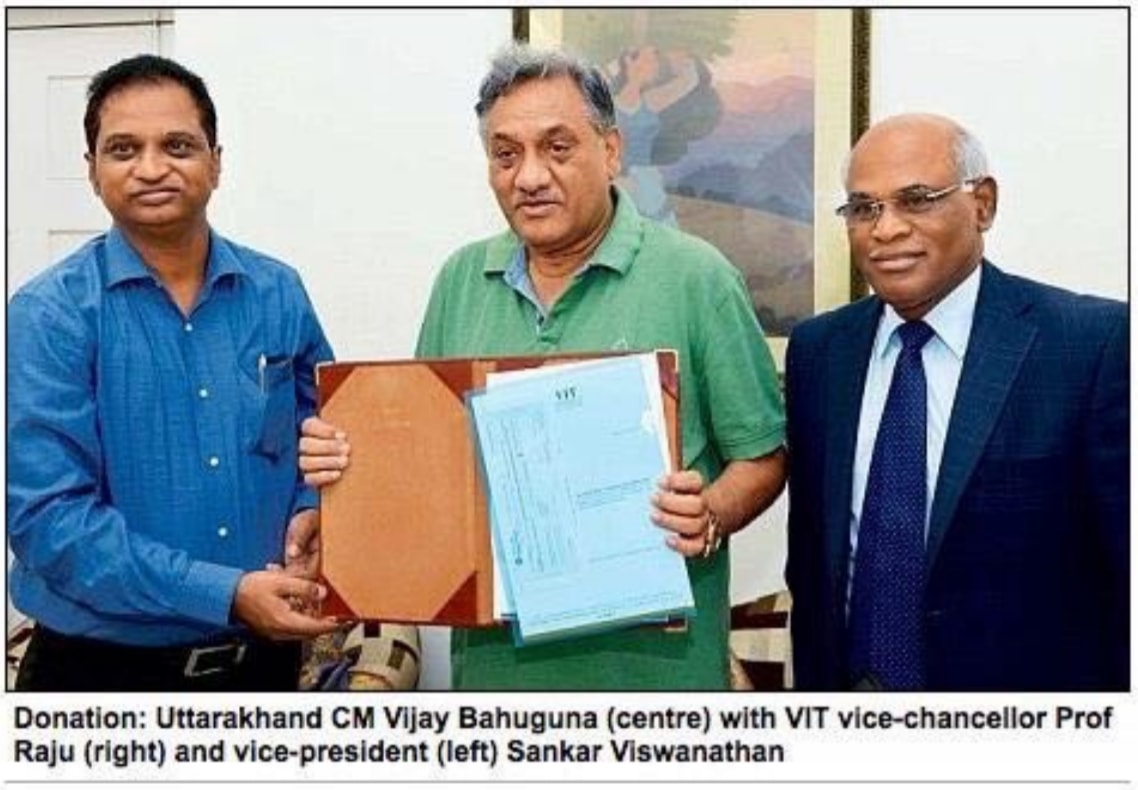 VIT
Donation: Uttarakhand CM Vijay Bahuguna (centre) with VIT vice-chancellor Prof
Raju (right) and vice-president (left) Sankar Viswanathan